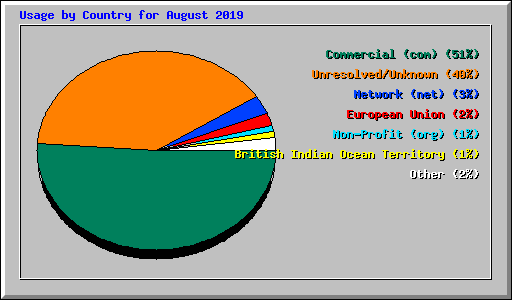 Usage by Country for August 2019
Commercial (com) (51%)
Unresolved/Unknown (40%)
Network (net) (3%)
European Union (2%)
Non-Profit (org) (1%)
British Indian Ocean Territory (1%)
Other (2%)